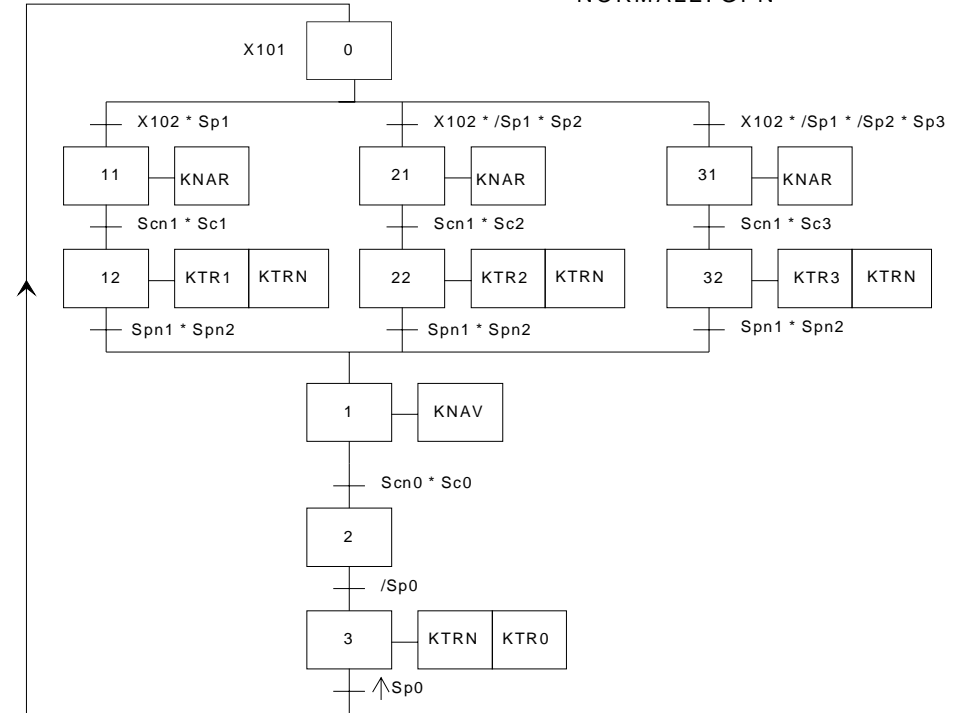 X101 0
X102 * Sp1 X102 * /Sp1 * Sp2 X102 * /Sp1 * /Sp2 * Sp3
11 KNAR 21 KNAR 31 KNAR
Scn1 * Sc1 Scn1 * Sc2 Scn1 * Sc3
12 KTR1 KTRN 22 KTR2 KTRN 32 KTR3 KTRN
Spn1 * Spn2 Spn1 * Spn2 Spn1 * Spn2
1 KNAV
Scn0 * Sc0
2
/Sp0
3 KTRN KTR0
↑Sp0